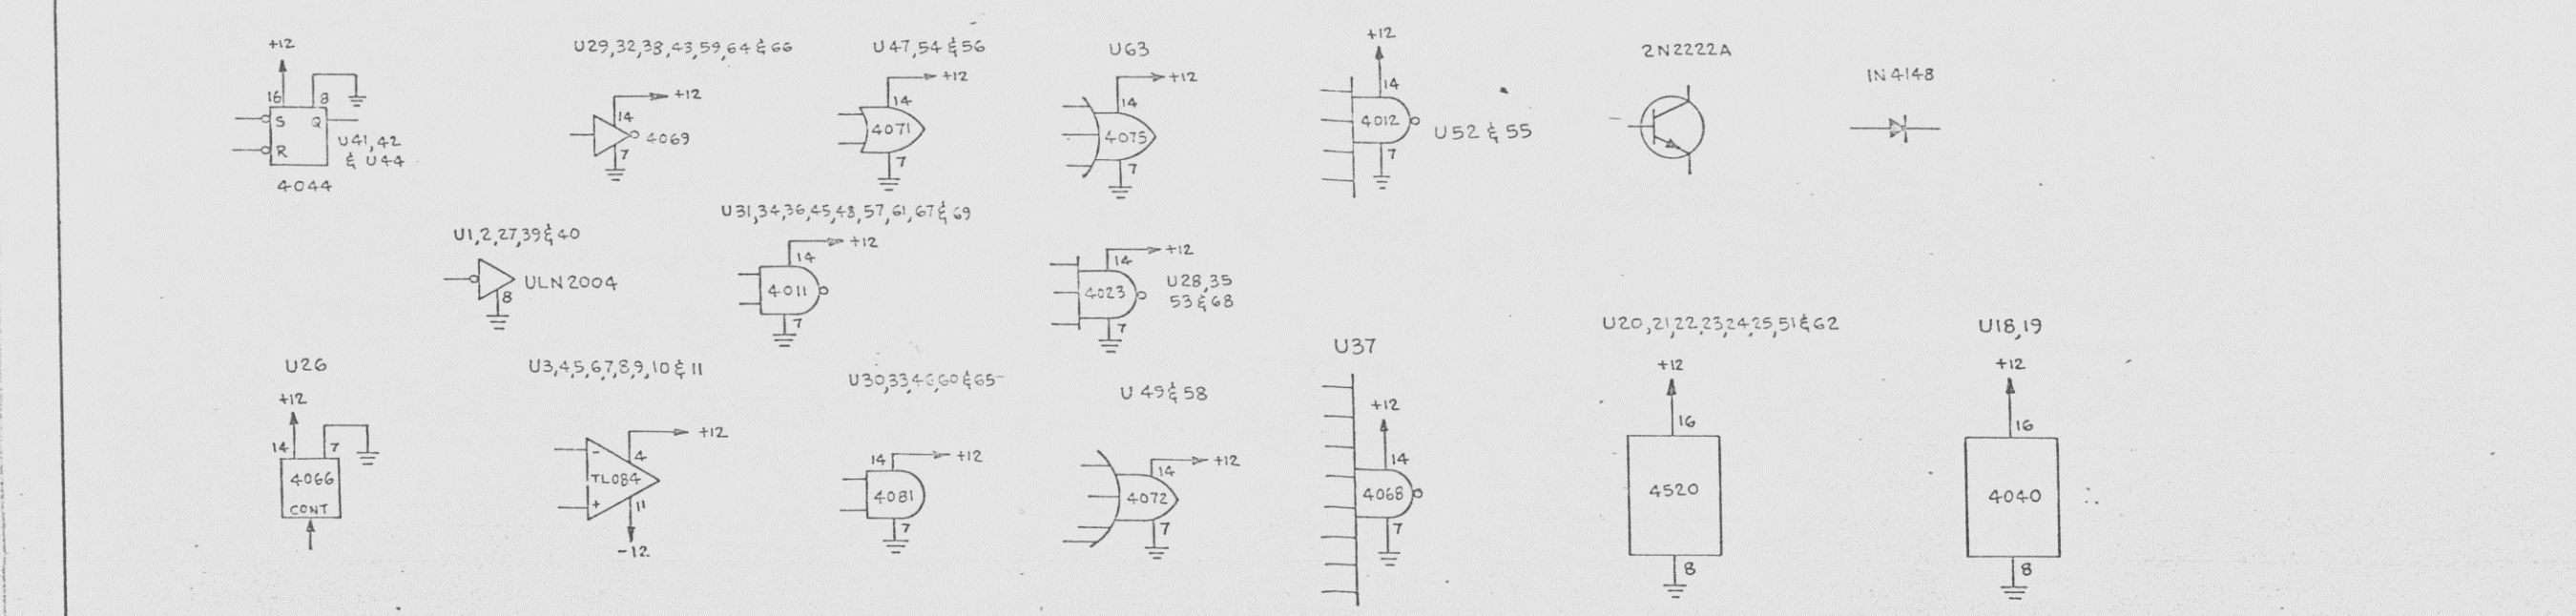 +12
16
8
S
Q
R
U41,42
& U44
4044
U29,32,38,43,59,64 & 66
+12
14
4069
7
U47,54 & 56
+12
14
4071
7
U63
+12
14
4075
7
+12
14
4012
U52 & 55
7
2N2222A
IN4148
U1,2,27,39 & 40
ULN2004
8
U31,34,36,45,48,57,61,67 & 69
+12
14
4011
7
+12
14
4023
U28,35
53 & 68
7
U26
+12
14
7
4066
CONT
U3,4,5,6,7,8,9,10 & 11
+12
4
-
TL084
+
11
-12
U30,33,46,60 & 65
14
+12
4081
7
U 49 & 58
+12
14
4072
7
U37
+12
14
4068
7
U20,21,22,23,24,25,51 & 62
+12
16
4520
8
U18,19
+12
16
4040
8